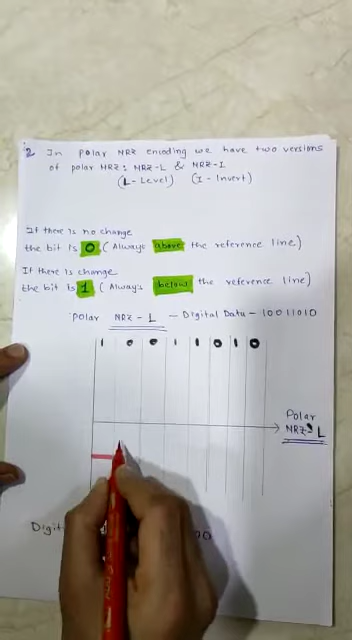 2 In Polar NRZ encoding we have two versions
of polar NRZ: NRZ-L & NRZ-I
(L-Level) (I-Invert)
If there is no change
the bit is 0 (Always above the reference line)
If there is change
the bit is 1 (Always below the reference line)
Polar NRZ-L - Digital Data - 10011010
1 0 0 1 1 0 1 0
Polar
NRZ-L
Digit